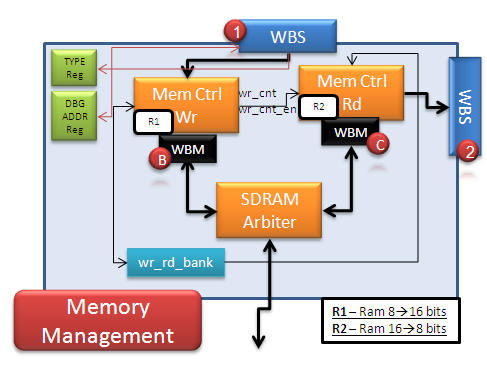 1
WBS
TYPE
Reg
DBG
ADDR
Reg
Mem Ctrl
Wr
R1
WBM
B
wr_cnt
wr_cnt_en
Mem Ctrl
Rd
R2
WBM
C
WBS
2
SDRAM
Arbiter
wr_rd_bank
Memory
Management
R1 – Ram 8→16 bits
R2 – Ram 16→8 bits